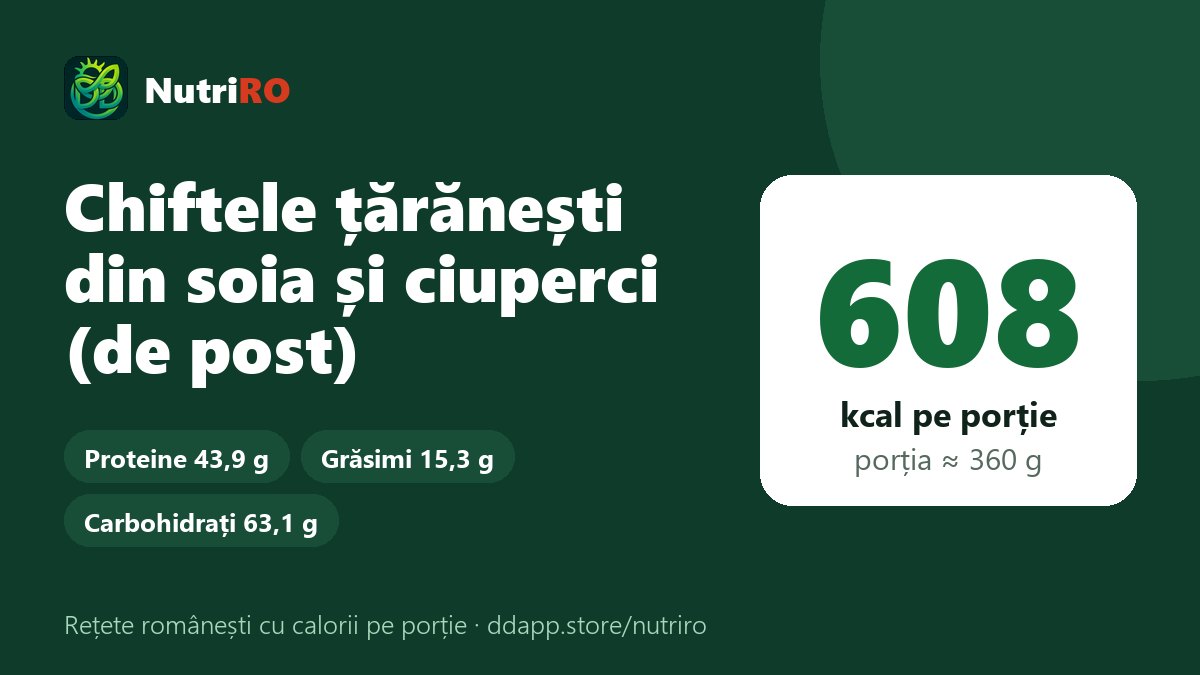 NutriRO
Chiftele țărănești
din soia și ciuperci
(de post)
Proteine 43,9 g
Grăsimi 15,3 g
Carbohidrați 63,1 g
608
kcal pe porție
porția ≈ 360 g
Rețete românești cu calorii pe porție · ddapp.store/nutriro